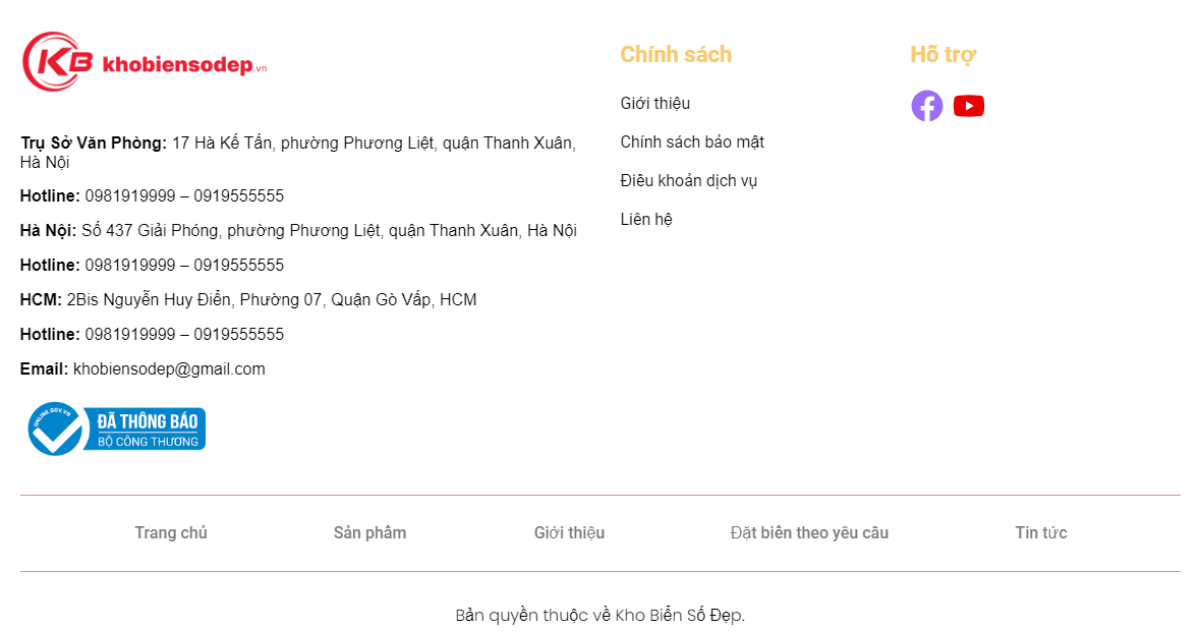 KB khobiensodep.vn
Trụ Sở Văn Phòng: 17 Hà Kế Tấn, phường Phương Liệt, quận Thanh Xuân,
Hà Nội
Hotline: 0981919999 – 0919555555
Hà Nội: Số 437 Giải Phóng, phường Phương Liệt, quận Thanh Xuân, Hà Nội
Hotline: 0981919999 – 0919555555
HCM: 2Bis Nguyễn Huy Điển, Phường 07, Quận Gò Vấp, HCM
Hotline: 0981919999 – 0919555555
Email: khobiensodep@gmail.com
ONLINE.GOV.VN
ĐÃ THÔNG BÁO
BỘ CÔNG THƯƠNG
Chính sách
Giới thiệu
Chính sách bảo mật
Điều khoản dịch vụ
Liên hệ
Hỗ trợ
Trang chủ Sản phẩm Giới thiệu Đặt biển theo yêu cầu Tin tức
Bản quyền thuộc về Kho Biển Số Đẹp.